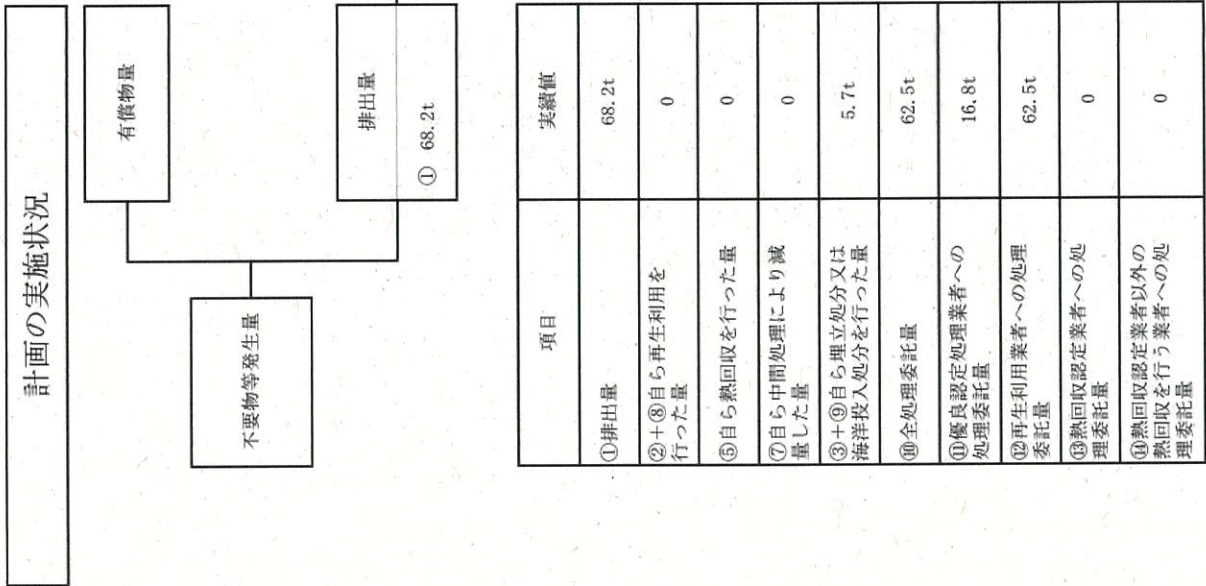 計画の実施状況
不要物等発生量
有償物量
排出量
① 68.2t
項目
実績値
①排出量
68.2t
②+⑧自ら再生利用を
行った量
0
⑤自ら熱回収を行った量
0
⑦自ら中間処理により減
量した量
0
③+⑨自ら埋立処分又は
海洋投入処分を行った量
5.7t
⑩全処理委託量
62.5t
⑪優良認定処理業者への
処理委託量
16.8t
⑫再生利用業者への処理
委託量
62.5t
⑬熱回収認定業者への処
理委託量
0
⑭熱回収認定業者以外の
熱回収を行う業者への処
理委託量
0